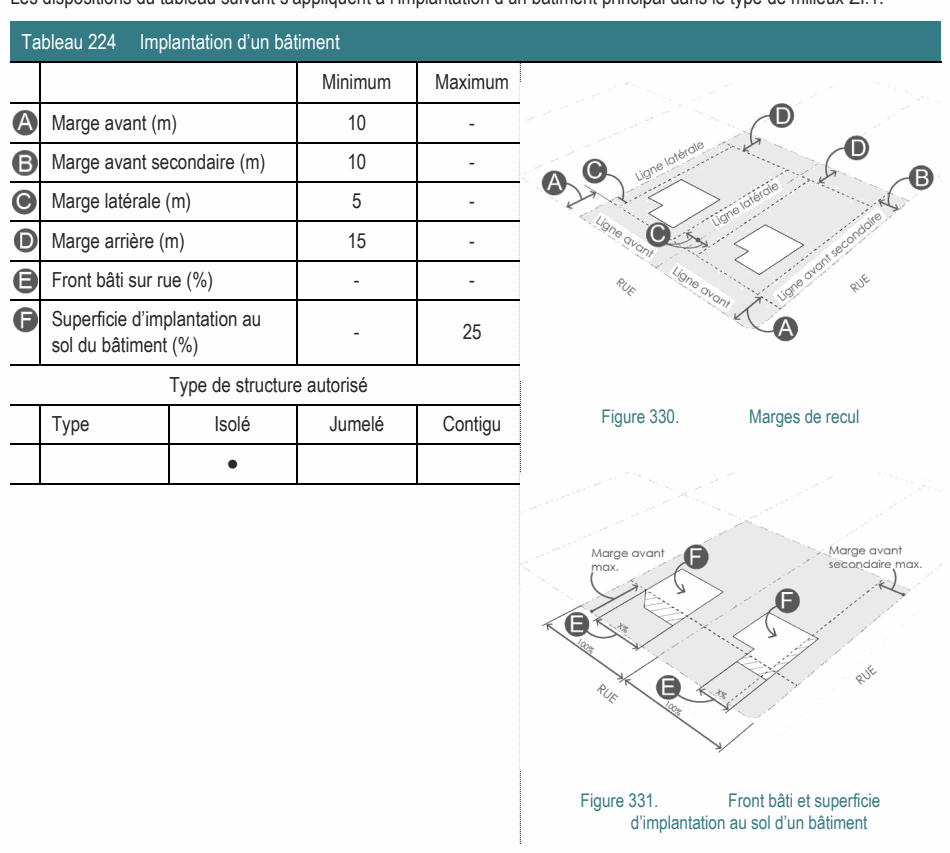 Les dispositions du tableau suivant s'appliquent à l'implantation d'un bâtiment principal dans le type de milieux ZI.1.
Tableau 224 Implantation d'un bâtiment
Minimum Maximum
A Marge avant (m) 10 -
B Marge avant secondaire (m) 10 -
C Marge latérale (m) 5 -
D Marge arrière (m) 15 -
E Front bâti sur rue (%) - -
F Superficie d'implantation au
sol du bâtiment (%) - 25
Type de structure autorisé
Type Isolé Jumelé Contigu
●
D
D
Ligne latérale
C
A
B
Ligne latérale
Ligne avant
C
Ligne avant secondaire
Ligne avant
RUE
RUE
A
Figure 330. Marges de recul
Marge avant
max.
F
Marge avant
secondaire max.
F
E
X%
100%
E
X%
100%
RUE
RUE
Figure 331. Front bâti et superficie
d'implantation au sol d'un bâtiment